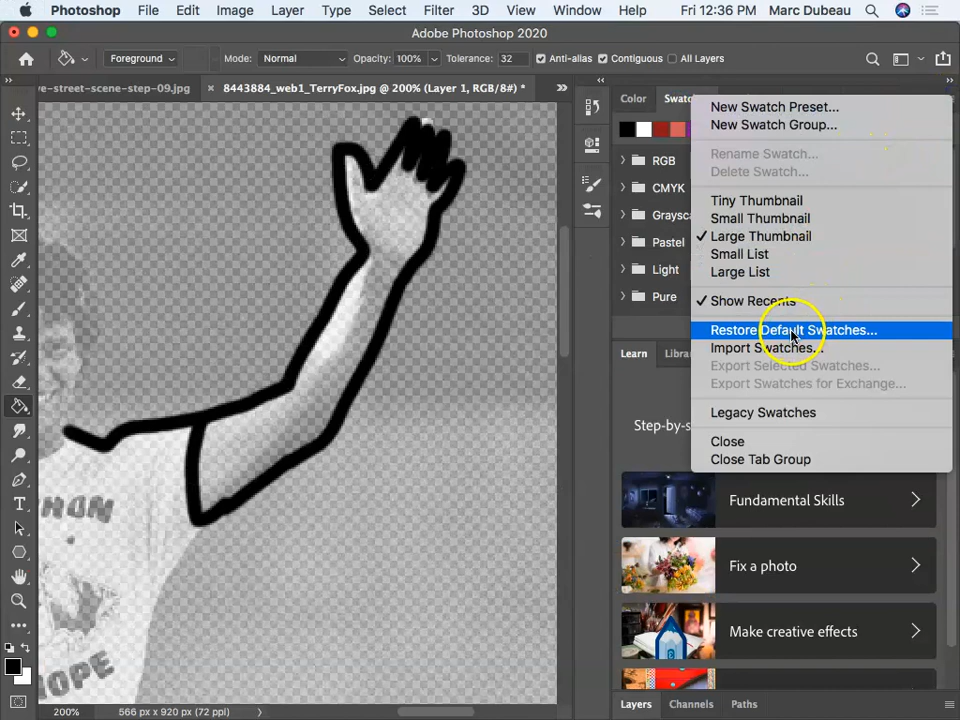 Photoshop File Edit Image Layer Type Select Filter 3D View Window Help Fri 12:36 PM Marc Dubeau
Adobe Photoshop 2020
Foreground Mode: Normal Opacity: 100% Tolerance: 32 Anti-alias Contiguous All Layers
ve-street-scene-step-09.jpg 8443884_web1_TerryFox.jpg @ 200% (Layer 1, RGB/8#) *
Color Swatc
New Swatch Preset...
New Swatch Group...
Rename Swatch...
Delete Swatch...
Tiny Thumbnail
Small Thumbnail
Large Thumbnail
Small List
Large List
Show Recents
Restore Default Swatches...
Import Swatches...
Export Selected Swatches...
Export Swatches for Exchange...
Legacy Swatches
Close
Close Tab Group
RGB
CMYK
Graysca
Pastel
Light
Pure
Learn Libra
Step-by-s
Fundamental Skills
Fix a photo
Make creative effects
Layers Channels Paths
HON
HOPE
200% 566 px x 920 px (72 ppi)